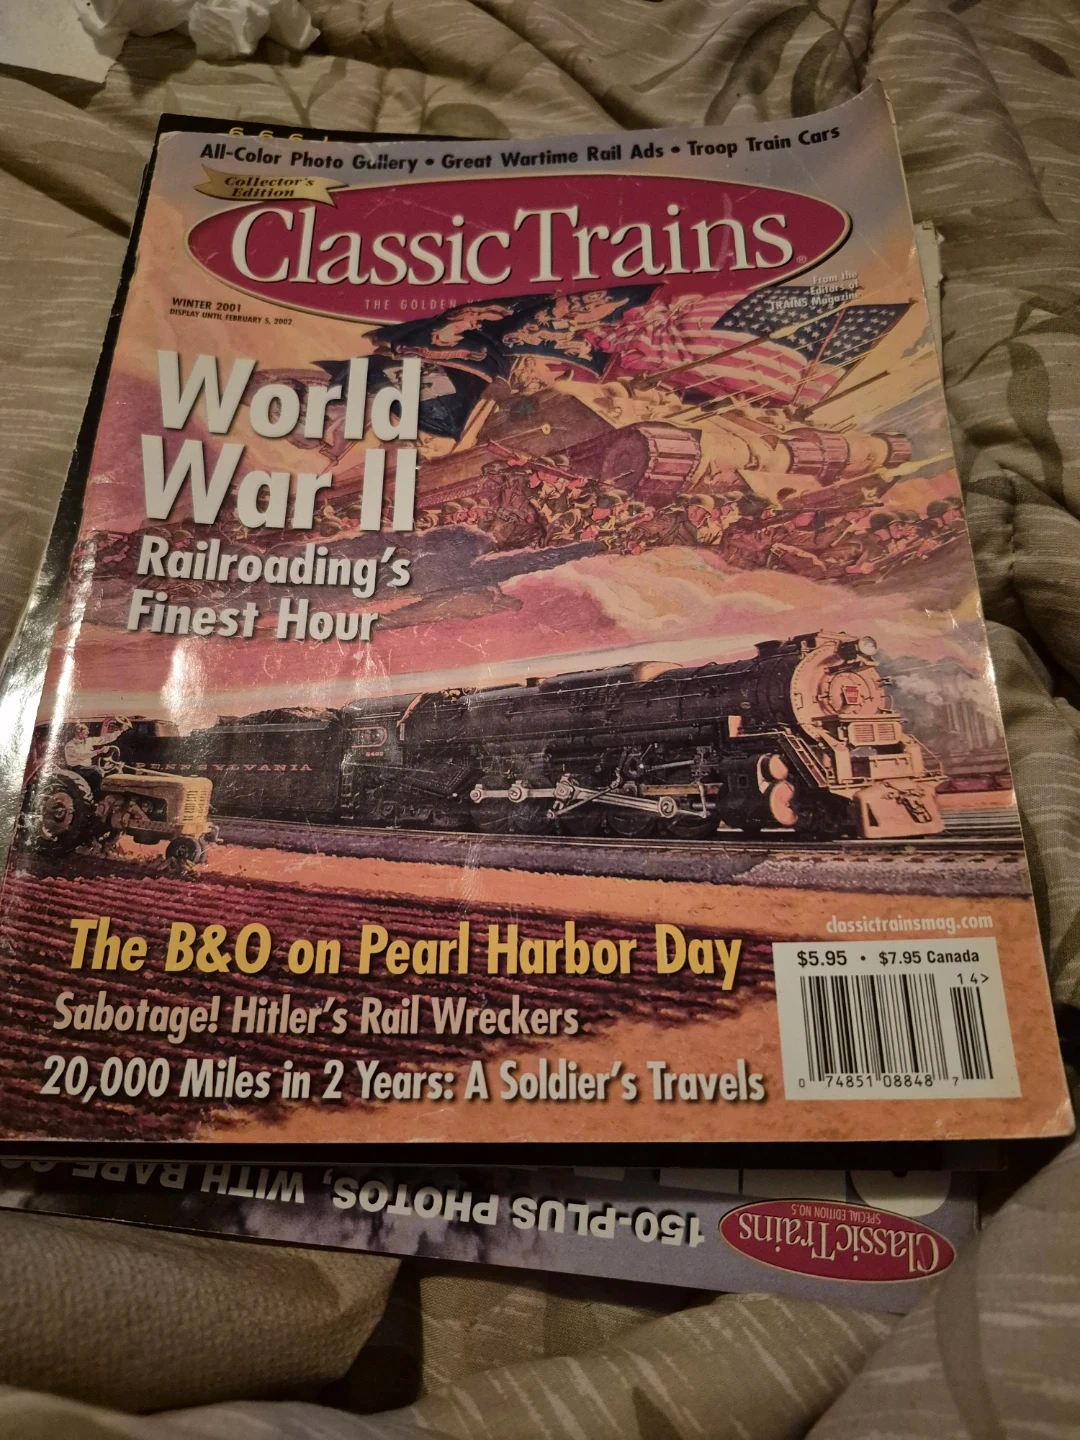 All-Color Photo Gallery • Great Wartime Rail Ads • Troop Train Cars
Collector's
Edition
Classic Trains®
THE GOLDEN
From the
Editors of
TRAINS Magazine
WINTER 2001
DISPLAY UNTIL FEBRUARY 5, 2002
World
War II
Railroading's
Finest Hour
PENNSYLVANIA
classictrainsmag.com
The B&O on Pearl Harbor Day
Sabotage! Hitler's Rail Wreckers
20,000 Miles in 2 Years: A Soldier's Travels
$5.95 • $7.95 Canada
14>
0 74851 08848 7
150-PLUS PHOTOS, WITH RARE
Classic Trains
SPECIAL EDITION NO. 5